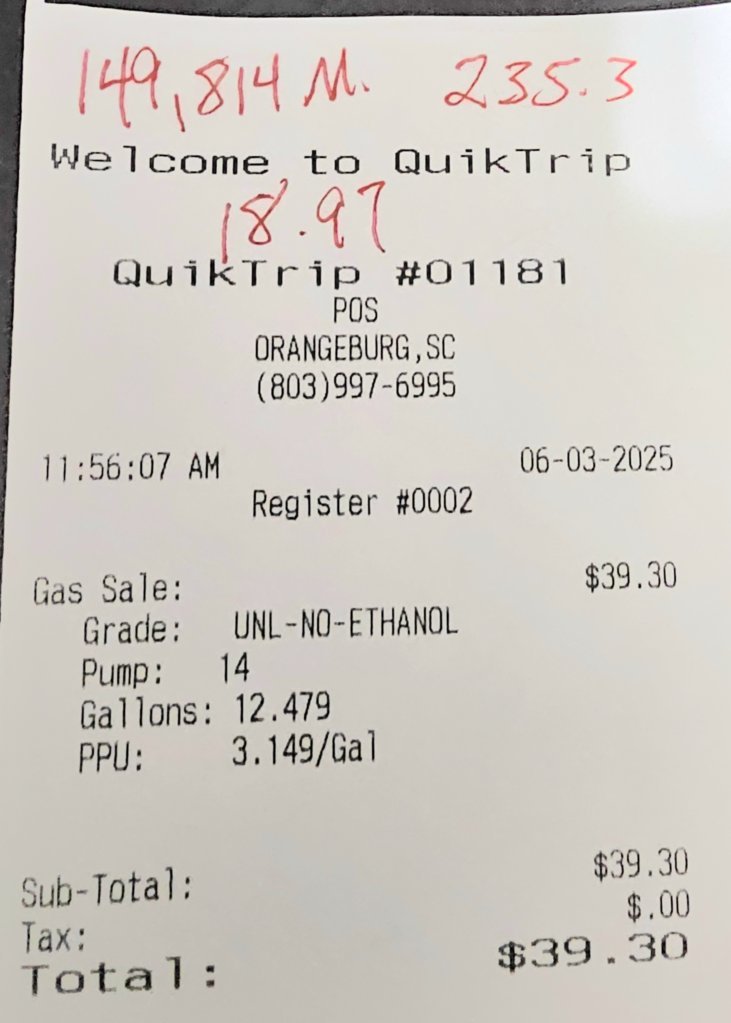 149,814 M. 235.3
Welcome to QuikTrip
18.97
QuikTrip #01181
POS
ORANGEBURG,SC
(803)997-6995
11:56:07 AM 06-03-2025
Register #0002
Gas Sale: $39.30
Grade: UNL-NO-ETHANOL
Pump: 14
Gallons: 12.479
PPU: 3.149/Gal
Sub-Total: $39.30
Tax: $.00
Total: $39.30